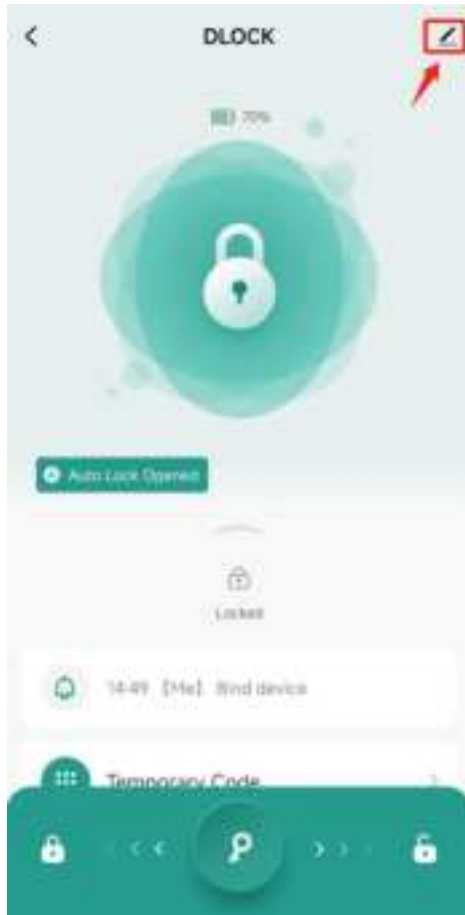 DLOCK
70%
Auto Lock Opened
Locked
14:49 【Me】 Bind device
Temporary Code